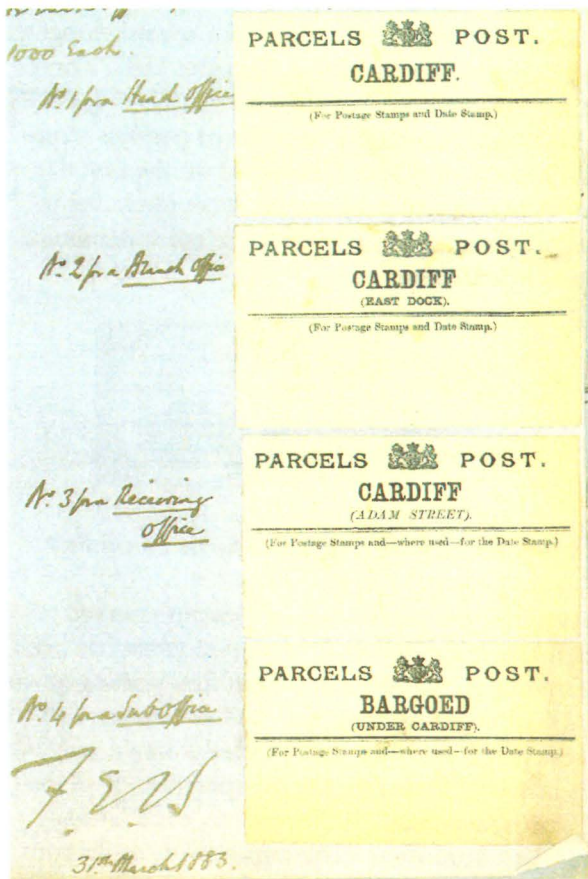 1000 Each.
No. 1 for a Head Office
PARCELS POST.
CARDIFF.
(For Postage Stamps and Date Stamp.)
No. 2 for a Branch Office
PARCELS POST.
CARDIFF
(EAST DOCK).
(For Postage Stamps and Date Stamp.)
No. 3 for a Receiving
Office
PARCELS POST.
CARDIFF
(ADAM STREET).
(For Postage Stamps and—where used—for the Date Stamp.)
No. 4 for a Sub Office
PARCELS POST.
BARGOED
(UNDER CARDIFF).
(For Postage Stamps and—where used—for the Date Stamp.)
31st March 1883.